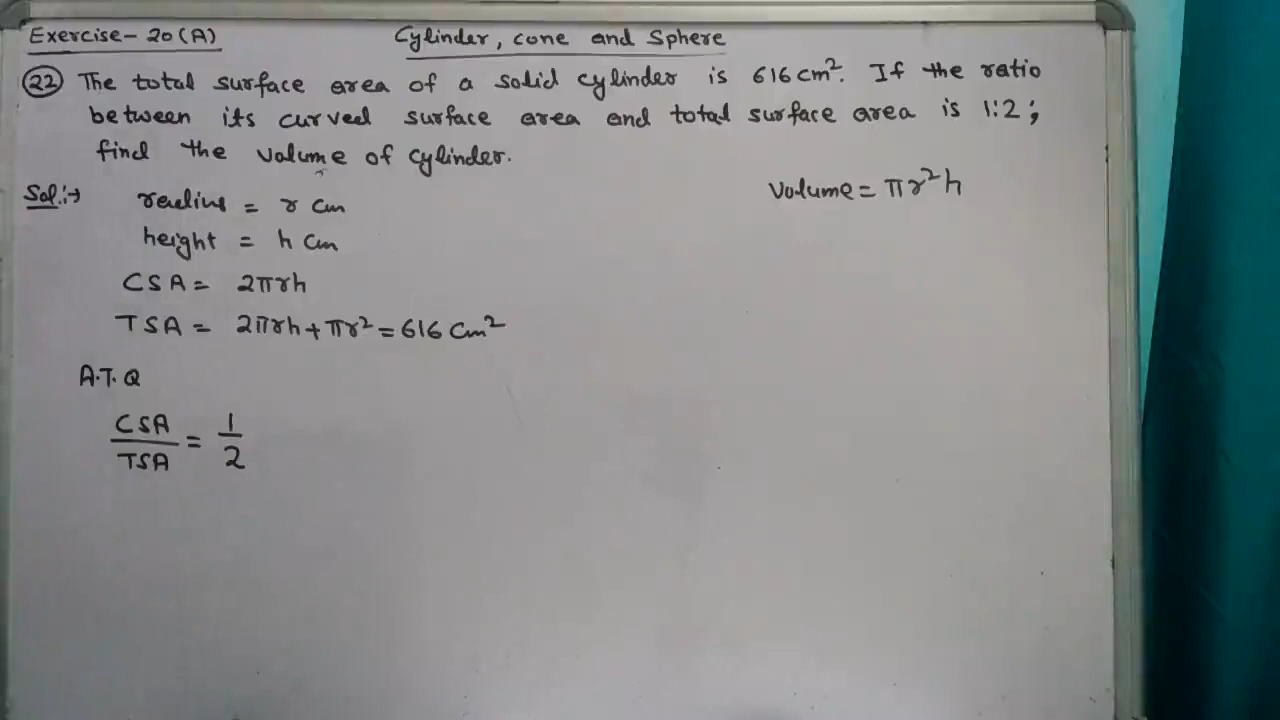 Exercise- 20(A)
Cylinder, cone and Sphere
22 The total surface area of a solid cylinder is 616 cm². If the ratio
between its curved surface area and total surface area is 1:2;
find the volume of cylinder.
Volume = πr²h
Sol:→ radius = r cm
height = h cm
CSA = 2πrh
TSA = 2πrh + πr² = 616 cm²
A.T.Q
CSA/TSA = 1/2